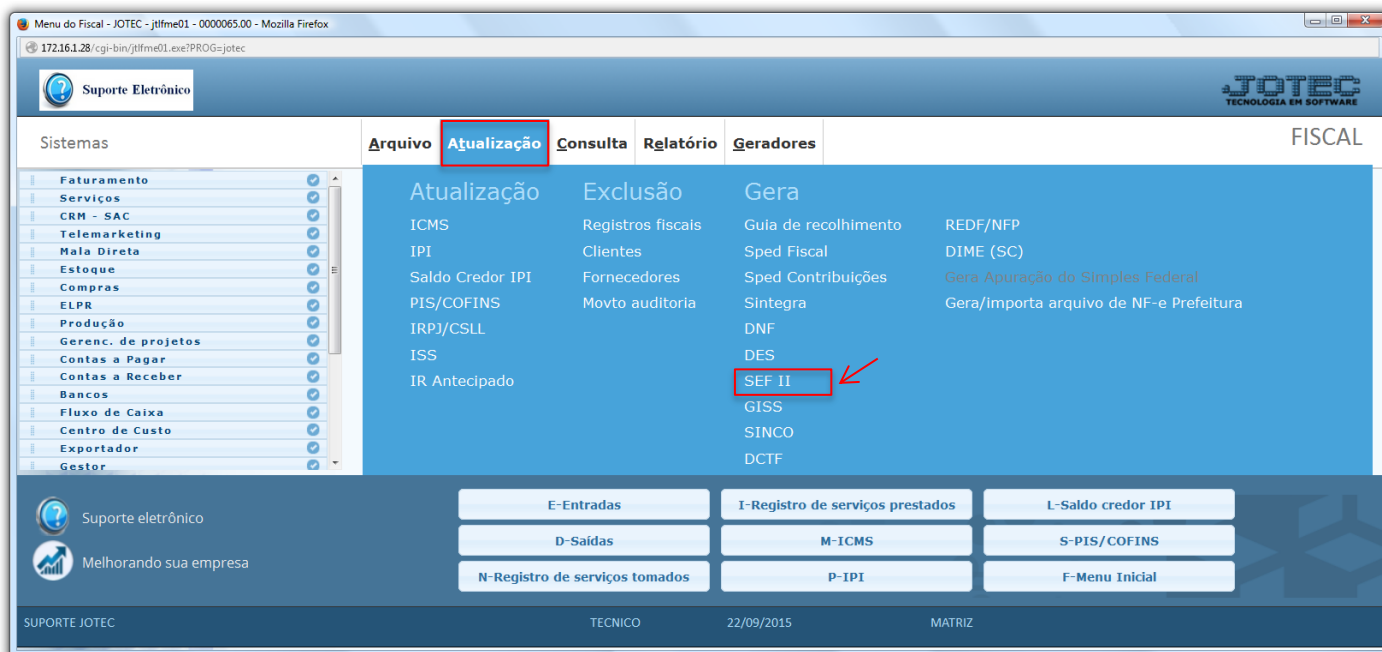 Menu do Fiscal - JOTEC - jtlfme01 - 0000065.00 - Mozilla Firefox
172.16.1.28/cgi-bin/jtlfme01.exe?PROG=jotec
Suporte Eletrônico
JOTEC
TECNOLOGIA EM SOFTWARE
Sistemas
Arquivo Atualização Consulta Relatório Geradores
FISCAL
Faturamento
Serviços
CRM - SAC
Telemarketing
Mala Direta
Estoque
Compras
ELPR
Produção
Gerenc. de projetos
Contas a Pagar
Contas a Receber
Bancos
Fluxo de Caixa
Centro de Custo
Exportador
Gestor
Atualização
ICMS
IPI
Saldo Credor IPI
PIS/COFINS
IRPJ/CSLL
ISS
IR Antecipado
Exclusão
Registros fiscais
Clientes
Fornecedores
Movto auditoria
Gera
Guia de recolhimento
Sped Fiscal
Sped Contribuições
Sintegra
DNF
DES
SEF II
GISS
SINCO
DCTF
REDF/NFP
DIME (SC)
Gera Apuração do Simples Federal
Gera/importa arquivo de NF-e Prefeitura
Suporte eletrônico
Melhorando sua empresa
E-Entradas I-Registro de serviços prestados L-Saldo credor IPI
D-Saídas M-ICMS S-PIS/COFINS
N-Registro de serviços tomados P-IPI F-Menu Inicial
SUPORTE JOTEC TECNICO 22/09/2015 MATRIZ